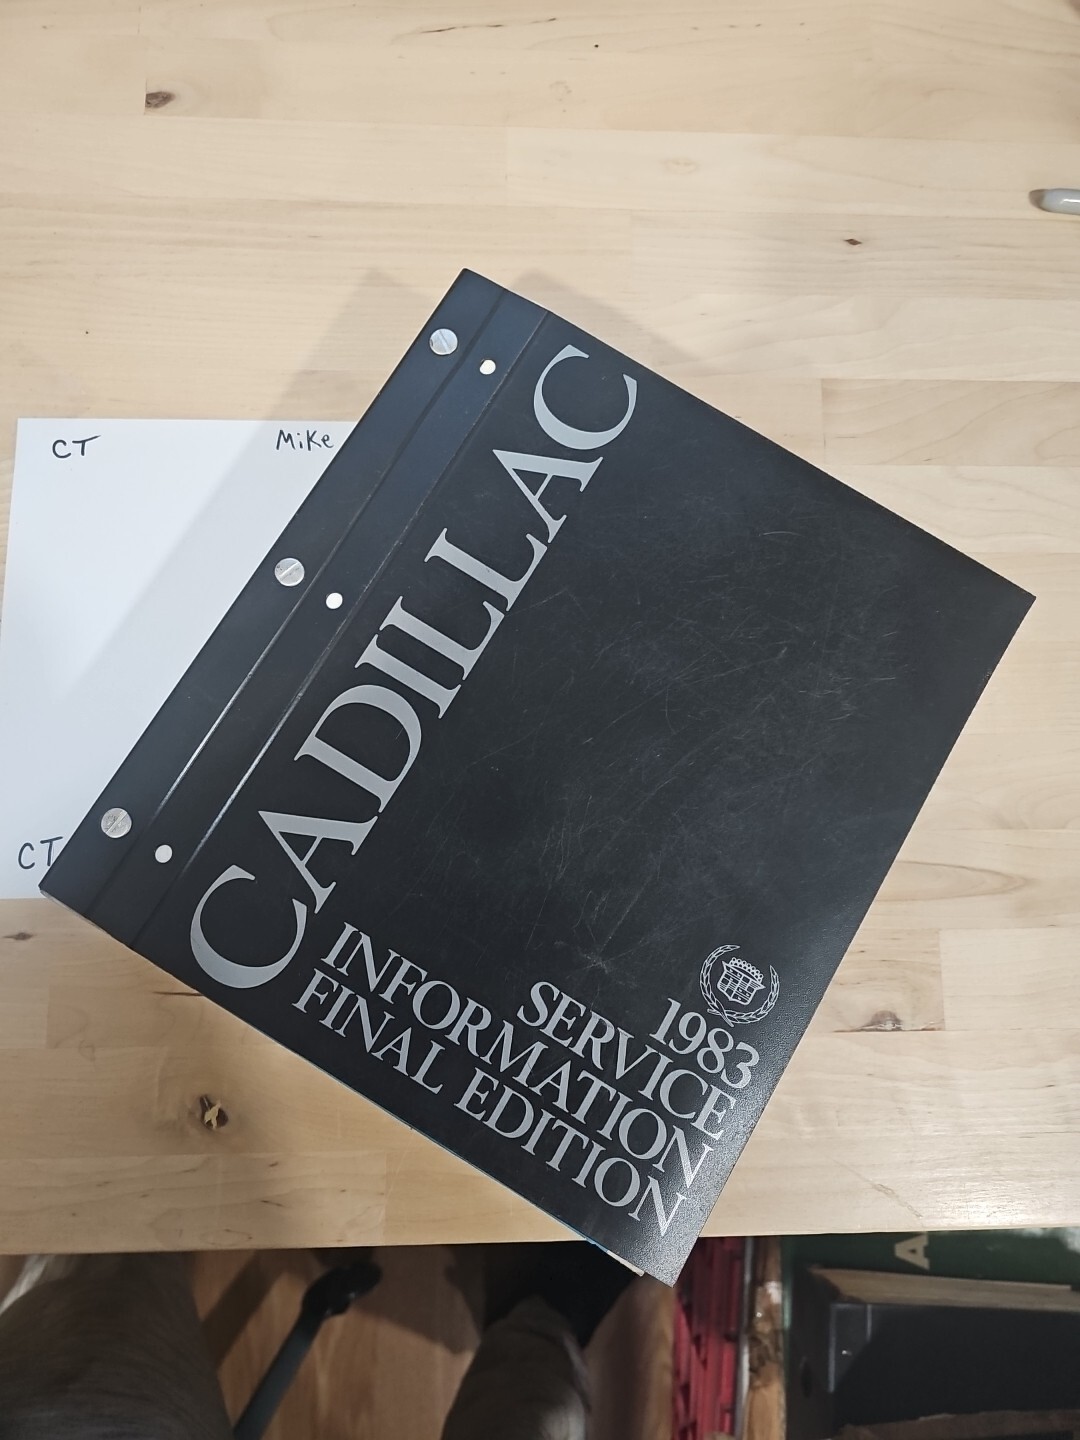 CT
Mike
CT
CADILLAC
1983
SERVICE
INFORMATION
FINAL EDITION
A